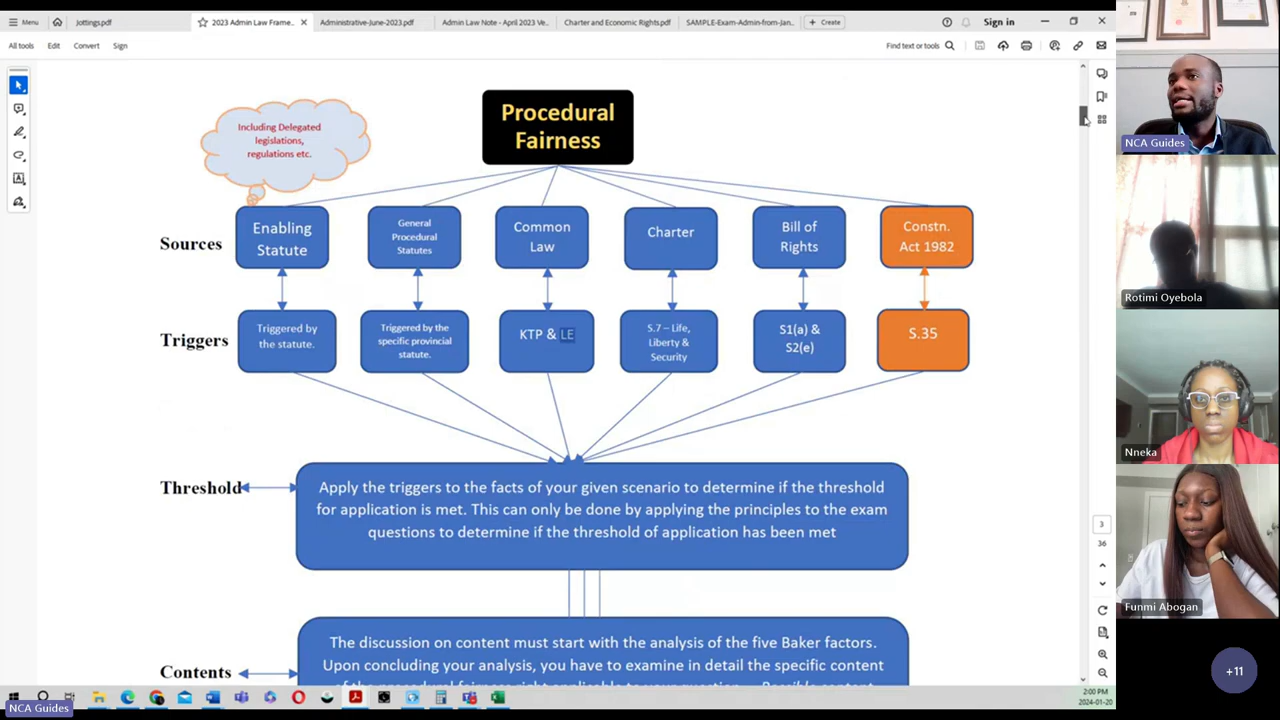 Menu
Jottings.pdf
2023 Admin Law Frame...
Administrative-June-2023.pdf
Admin Law Note - April 2023 Ve...
Charter and Economic Rights.pdf
SAMPLE-Exam-Admin-from-Jan...
Create
Sign in
All tools
Edit
Convert
Sign
Find text or tools
Procedural
Fairness
Including Delegated
legislations,
regulations etc.
Sources
Enabling
Statute
General
Procedural
Statutes
Common
Law
Charter
Bill of
Rights
Constn.
Act 1982
Triggers
Triggered by
the statute.
Triggered by the
specific provincial
statute.
KTP & LE
S.7 – Life,
Liberty &
Security
S1(a) &
S2(e)
S.35
Threshold
Apply the triggers to the facts of your given scenario to determine if the threshold
for application is met. This can only be done by applying the principles to the exam
questions to determine if the threshold of application has been met
Contents
The discussion on content must start with the analysis of the five Baker factors.
Upon concluding your analysis, you have to examine in detail the specific content
3
36
2:00 PM
2024-01-20
NCA Guides
NCA Guides
Rotimi Oyebola
Nneka
Funmi Abogan
+11